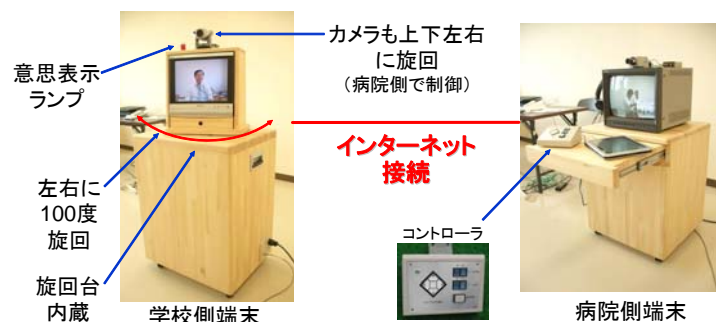 意思表示
ランプ
カメラも上下左右
に旋回
（病院側で制御）
インターネット
接続
左右に
100度
旋回
旋回台
内蔵
コントローラ
学校側端末
病院側端末